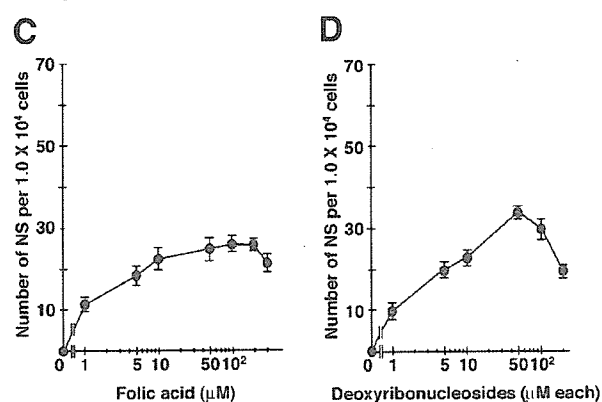 C
Number of NS per 1.0 X 10⁴ cells
70
50
30
10
0 1 5 10 50 10²
Folic acid (μM)
D
Number of NS per 1.0 X 10⁴ cells
70
50
30
10
0 1 5 10 50 10²
Deoxyribonucleosides (μM each)